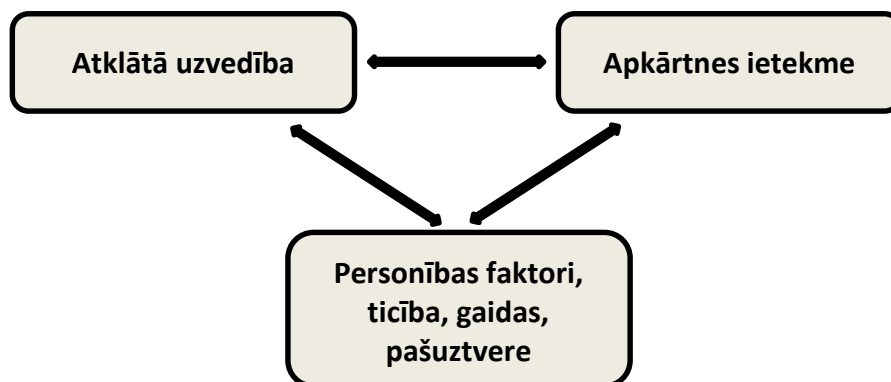 Atklātā uzvedība
Apkārtnes ietekme
Personības faktori,
ticība, gaidas,
pašuztvere